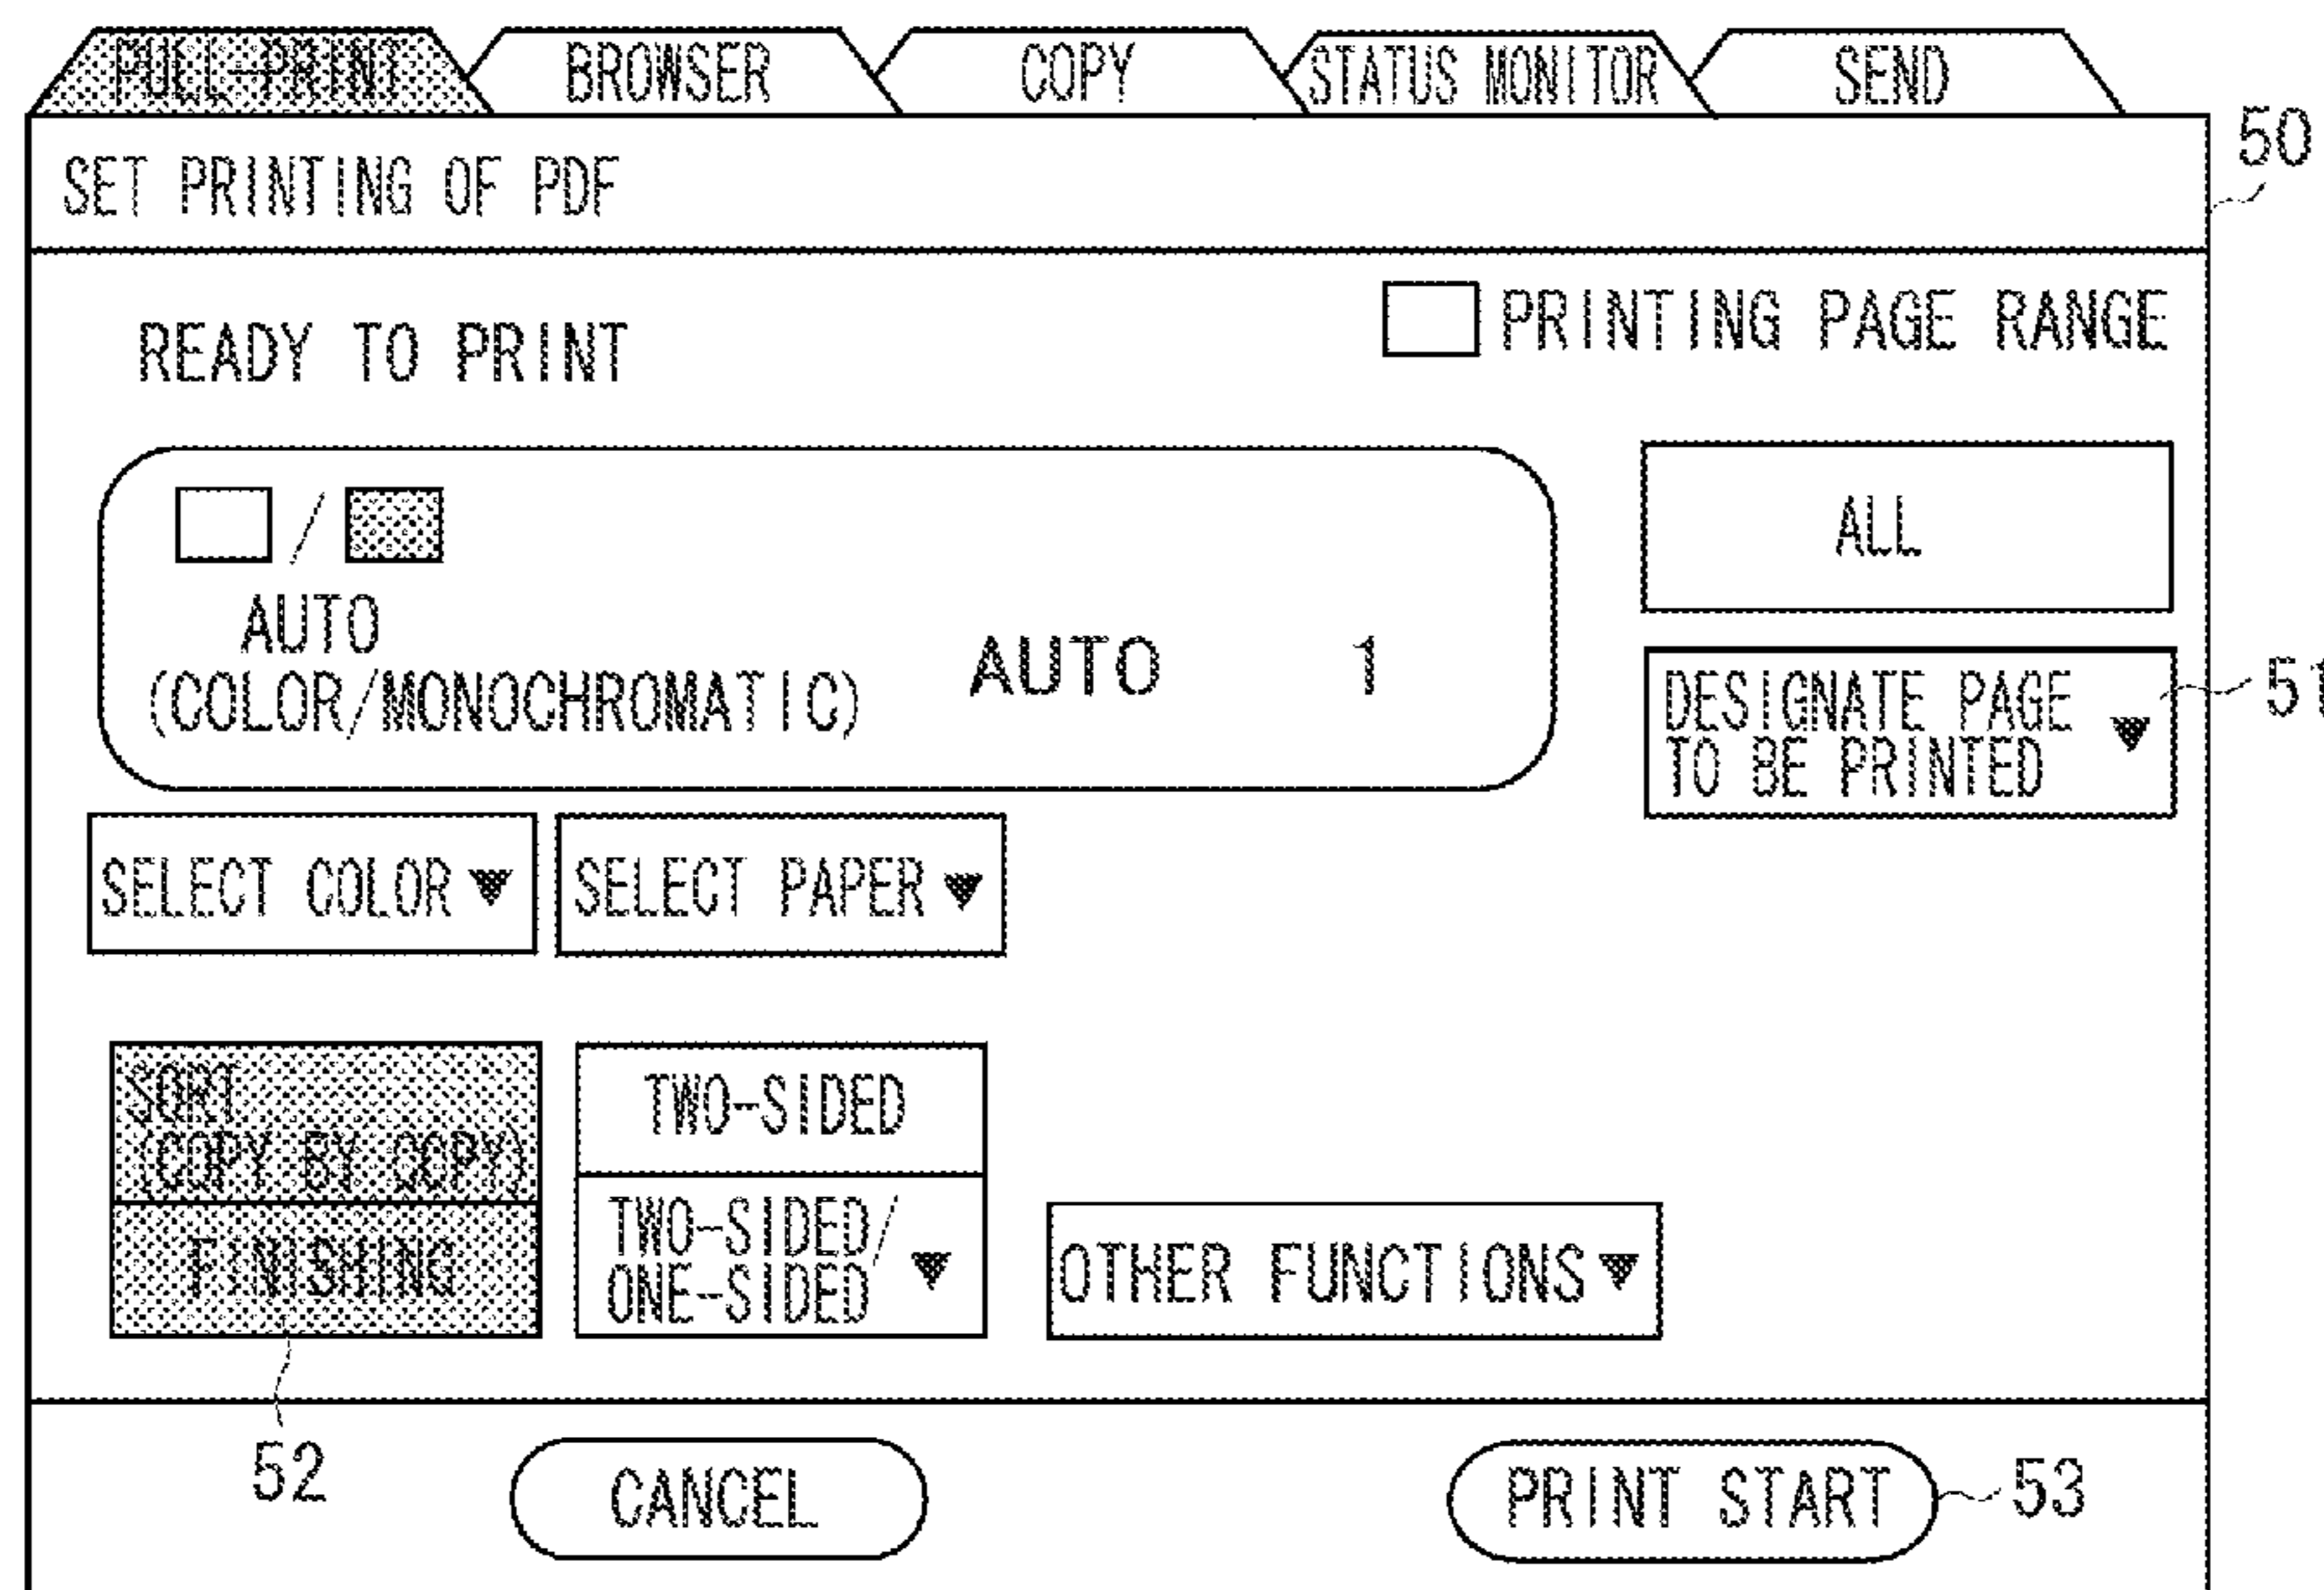 PULL-PRINT
BROWSER
COPY
STATUS MONITOR
SEND
50
SET PRINTING OF PDF
READY TO PRINT
PRINTING PAGE RANGE
/
AUTO
(COLOR/MONOCHROMATIC)
AUTO
1
ALL
DESIGNATE PAGE
TO BE PRINTED
51
SELECT COLOR
SELECT PAPER
SORT
(COPY BY COPY)
FINISHING
TWO-SIDED
TWO-SIDED/
ONE-SIDED
OTHER FUNCTIONS
52
CANCEL
PRINT START
53